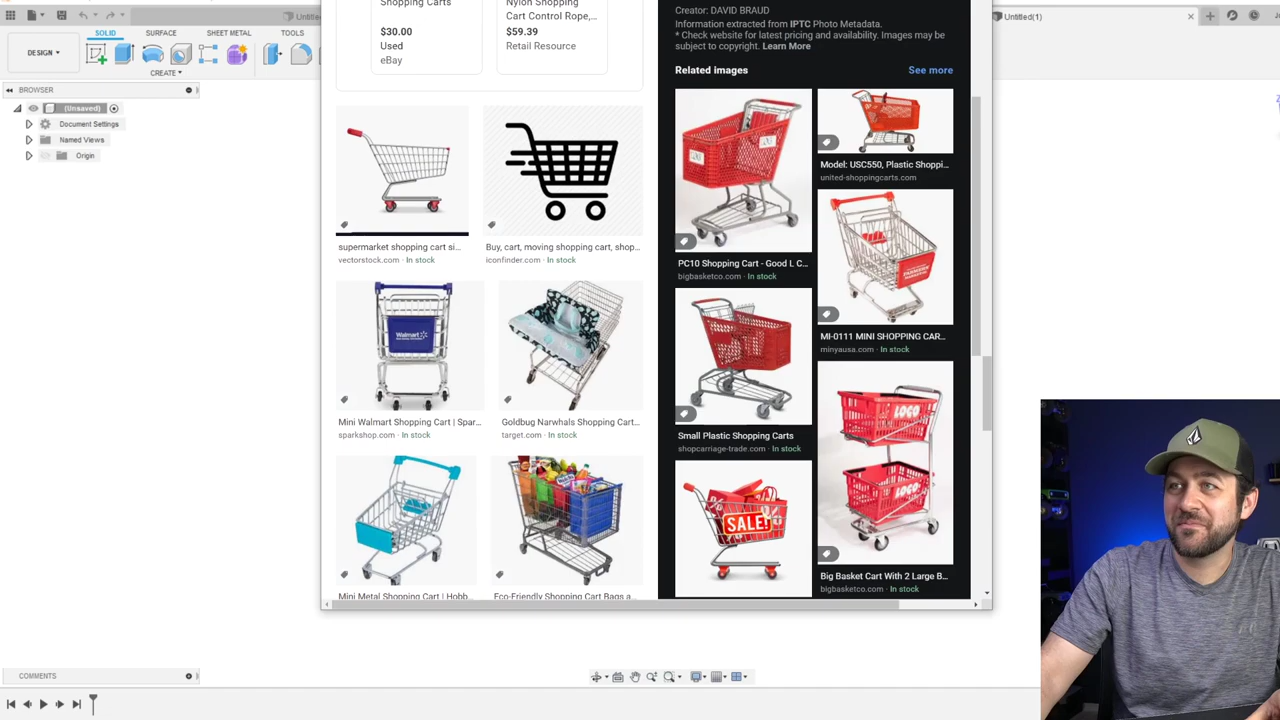 Untitled(1)
Untitle
DESIGN
SOLID
SURFACE
SHEET METAL
TOOLS
CREATE
BROWSER
(Unsaved)
Document Settings
Named Views
Origin
Shopping Carts
$30.00
Used
eBay
Nylon Shopping
Cart Control Rope,...
$59.39
Retail Resource
supermarket shopping cart si...
vectorstock.com · In stock
Buy, cart, moving shopping cart, shop...
iconfinder.com · In stock
Walmart
Mini Walmart Shopping Cart | Spar...
sparkshop.com · In stock
Goldbug Narwhals Shopping Cart...
target.com · In stock
Mini Metal Shopping Cart | Hobb...
Eco-Friendly Shopping Cart Bags a...
Creator: DAVID BRAUD
Information extracted from IPTC Photo Metadata.
* Check website for latest pricing and availability. Images may
be subject to copyright. Learn More
Related images
See more
PC10 Shopping Cart - Good L C...
bigbasketco.com · In stock
Model: USC550, Plastic Shoppi...
united-shoppingcarts.com
MI-0111 MINI SHOPPING CAR...
minyausa.com · In stock
Small Plastic Shopping Carts
shopcarriage-trade.com · In stock
LOGO
LOGO
SALE!
Big Basket Cart With 2 Large B...
bigbasketco.com · In stock
COMMENTS